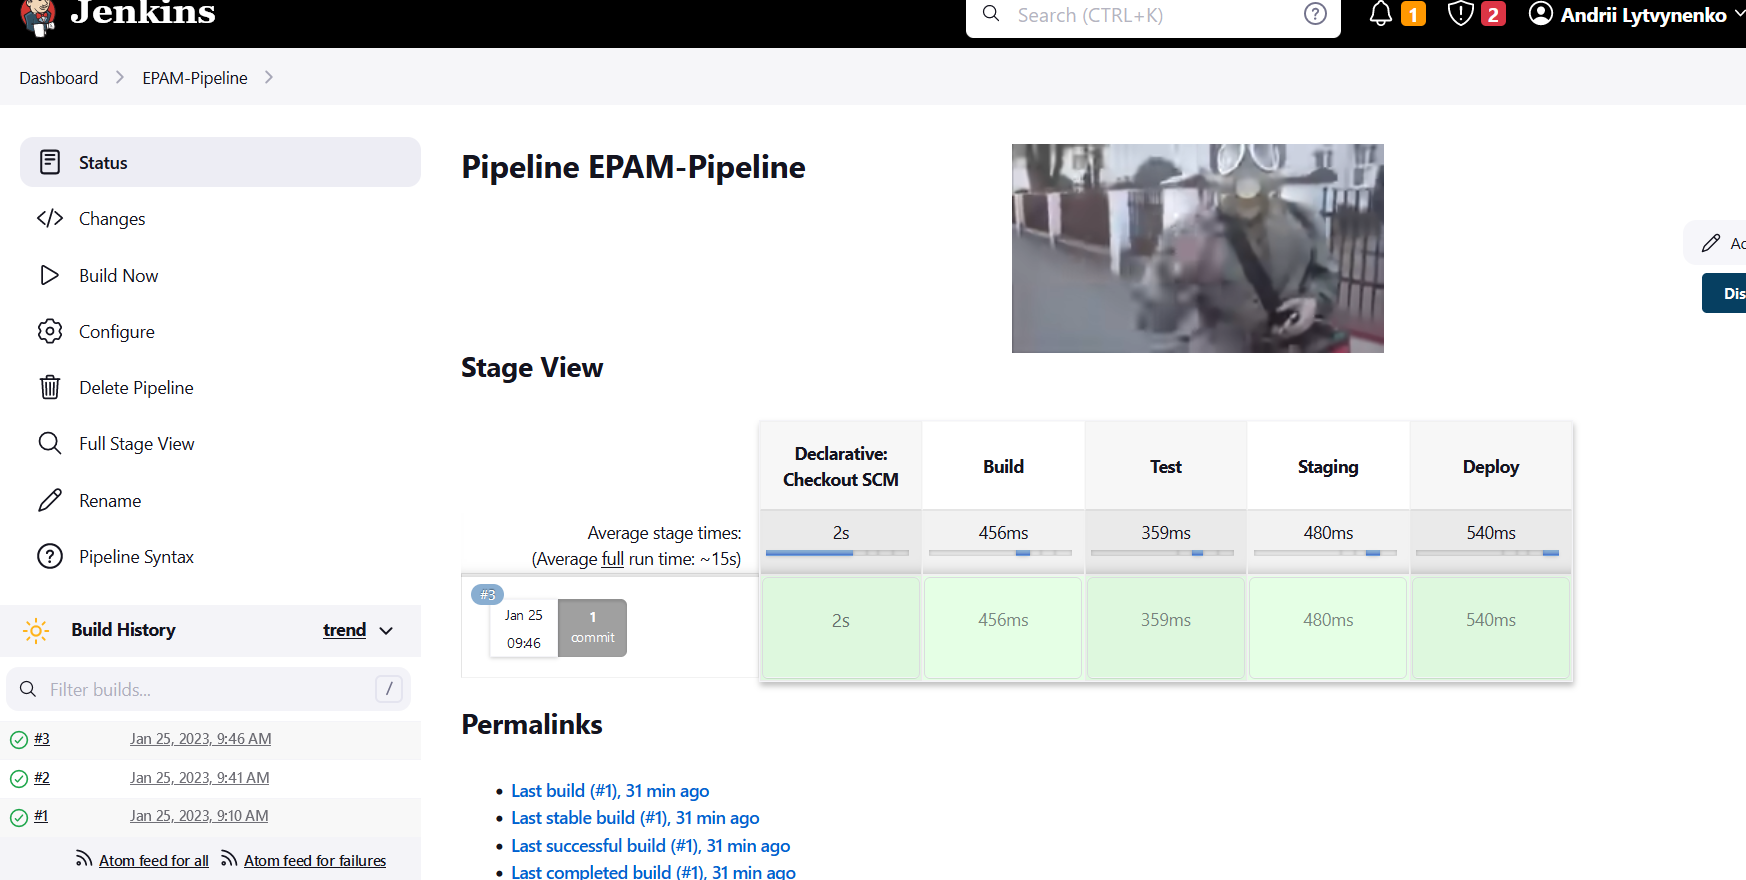 Jenkins
Search (CTRL+K)
?
1
2
Andrii Lytvynenko
Dashboard
EPAM-Pipeline
Status
Changes
Build Now
Configure
Delete Pipeline
Full Stage View
Rename
? Pipeline Syntax
Build History
trend
Filter builds...
/
#3 Jan 25, 2023, 9:46 AM
#2 Jan 25, 2023, 9:41 AM
#1 Jan 25, 2023, 9:10 AM
Atom feed for all
Atom feed for failures
Pipeline EPAM-Pipeline
Ac
Dis
Stage View
Declarative:
Checkout SCM
Build
Test
Staging
Deploy
Average stage times:
(Average full run time: ~15s)
2s
456ms
359ms
480ms
540ms
#3
Jan 25
09:46
1
commit
2s
456ms
359ms
480ms
540ms
Permalinks
• Last build (#1), 31 min ago
• Last stable build (#1), 31 min ago
• Last successful build (#1), 31 min ago
• Last completed build (#1), 31 min ago